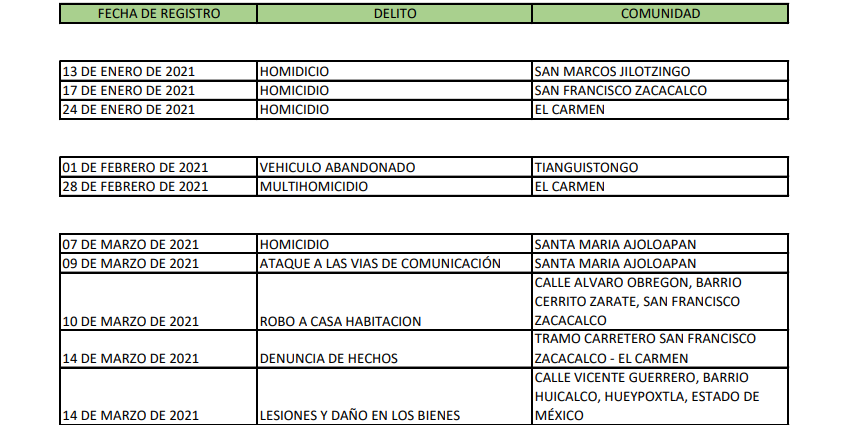 FECHA DE REGISTRO DELITO COMUNIDAD
13 DE ENERO DE 2021 HOMIDICIO SAN MARCOS JILOTZINGO
17 DE ENERO DE 2021 HOMICIDIO SAN FRANCISCO ZACACALCO
24 DE ENERO DE 2021 HOMICIDIO EL CARMEN
01 DE FEBRERO DE 2021 VEHICULO ABANDONADO TIANGUISTONGO
28 DE FEBRERO DE 2021 MULTIHOMICIDIO EL CARMEN
07 DE MARZO DE 2021 HOMICIDIO SANTA MARIA AJOLOAPAN
09 DE MARZO DE 2021 ATAQUE A LAS VIAS DE COMUNICACIÓN SANTA MARIA AJOLOAPAN
CALLE ALVARO OBREGON, BARRIO
CERRITO ZARATE, SAN FRANCISCO
10 DE MARZO DE 2021 ROBO A CASA HABITACION ZACACALCO
TRAMO CARRETERO SAN FRANCISCO
14 DE MARZO DE 2021 DENUNCIA DE HECHOS ZACACALCO - EL CARMEN
CALLE VICENTE GUERRERO, BARRIO
HUICALCO, HUEYPOXTLA, ESTADO DE
14 DE MARZO DE 2021 LESIONES Y DAÑO EN LOS BIENES MÉXICO